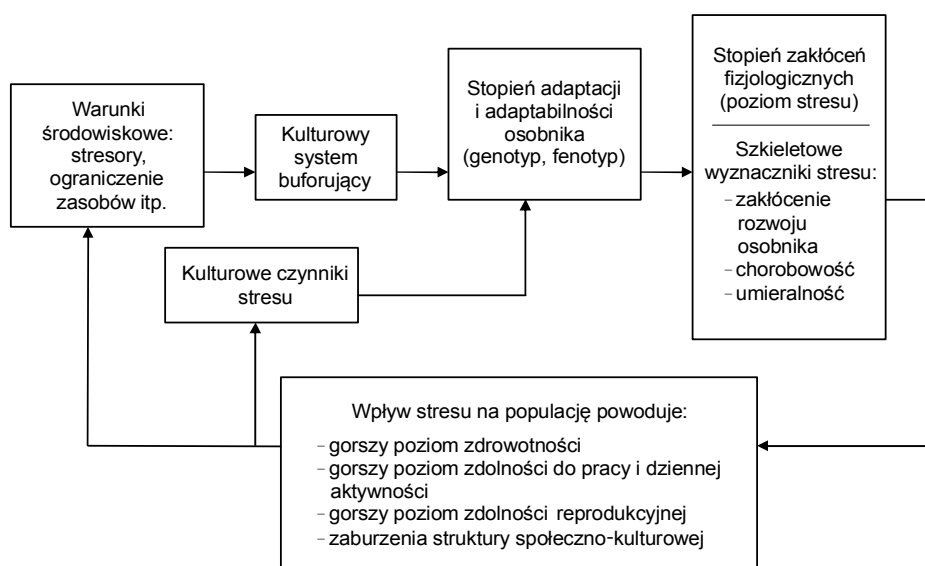 Warunki
środowiskowe:
stresory,
ograniczenie
zasobów itp.
Kulturowy
system
buforujący
Stopień adaptacji
i adaptabilności
osobnika
(genotyp, fenotyp)
Stopień zakłóceń
fizjologicznych
(poziom stresu)
Szkieletowe
wyznaczniki stresu:
- zakłócenie
rozwoju
osobnika
- chorobowość
- umieralność
Kulturowe czynniki
stresu
Wpływ stresu na populację powoduje:
- gorszy poziom zdrowotności
- gorszy poziom zdolności do pracy i dziennej
aktywności
- gorszy poziom zdolności reprodukcyjnej
- zaburzenia struktury społeczno-kulturowej